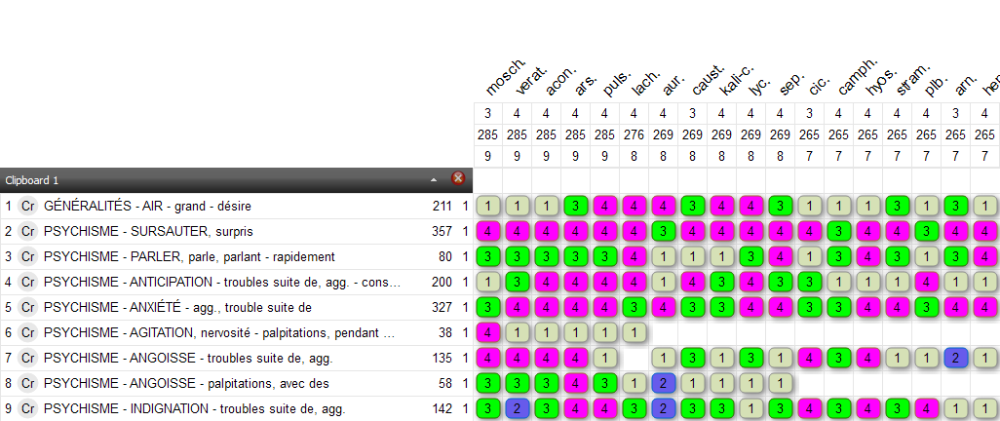 mosch. verat. acon. ars. puls. lach. aur. caust. kali-c. lyc. sep. cic. camph. hyos. stram. plb. arn.
3 4 4 4 4 4 4 3 4 4 4 3 4 4 4 4 3 4
285 285 285 285 285 276 269 269 269 269 269 265 265 265 265 265 265 265
9 9 9 9 9 8 8 8 8 8 8 7 7 7 7 7 7 7
Clipboard 1
1 Cr GÉNÉRALITÉS - AIR - grand - désire 211 1 1 1 1 3 4 4 4 3 4 4 3 1 1 1 3 1 3 1
2 Cr PSYCHISME - SURSAUTER, surpris 357 1 4 4 4 4 4 4 3 4 4 4 4 4 3 4 4 3 4 4
3 Cr PSYCHISME - PARLER, parle, parlant - rapidement 80 1 3 3 3 3 3 4 1 1 1 3 4 1 3 4 3 1 3 4
4 Cr PSYCHISME - ANTICIPATION - troubles suite de, agg. - cons... 200 1 1 3 4 4 4 4 1 4 3 4 3 3 1 1 1 4 1 1
5 Cr PSYCHISME - ANXIÉTÉ - agg., trouble suite de 327 1 3 4 4 4 4 3 4 3 3 4 4 3 3 4 4 3 4 4
6 Cr PSYCHISME - AGITATION, nervosité - palpitations, pendant ... 38 1 4 1 1 1 1 1
7 Cr PSYCHISME - ANGOISSE - troubles suite de, agg. 135 1 4 4 4 4 1 1 3 1 3 1 4 3 4 1 1 2 1
8 Cr PSYCHISME - ANGOISSE - palpitations, avec des 58 1 3 3 3 4 3 1 2 1 1 1 1
9 Cr PSYCHISME - INDIGNATION - troubles suite de, agg. 142 1 3 2 3 4 4 3 2 3 3 1 3 4 3 4 3 4 1 1